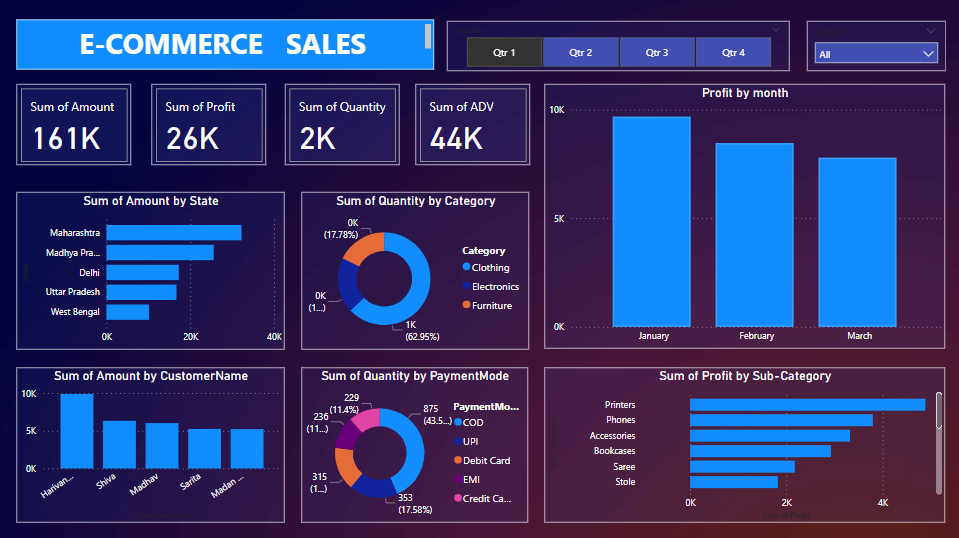 E-COMMERCE SALES
Qtr 1
Qtr 2
Qtr 3
Qtr 4
All
Sum of Amount
161K
Sum of Profit
26K
Sum of Quantity
2K
Sum of ADV
44K
Profit by month
10K
5K
0K
January
February
March
Sum of Amount by State
Maharashtra
Madhya Pra...
Delhi
Uttar Pradesh
West Bengal
0K
20K
40K
Sum of Quantity by Category
0K
(17.78%)
0K
(1...)
1K
(62.95%)
Category
Clothing
Electronics
Furniture
Sum of Amount by CustomerName
10K
5K
0K
Harivan...
Shiva
Madhav
Sarita
Madan ...
Sum of Quantity by PaymentMode
229
(11.4%)
236
(11...)
315
(1...)
875
(43.5...)
353
(17.58%)
PaymentMo...
COD
UPI
Debit Card
EMI
Credit Ca...
Sum of Profit by Sub-Category
Printers
Phones
Accessories
Bookcases
Saree
Stole
0K
2K
4K
Sum of Profit